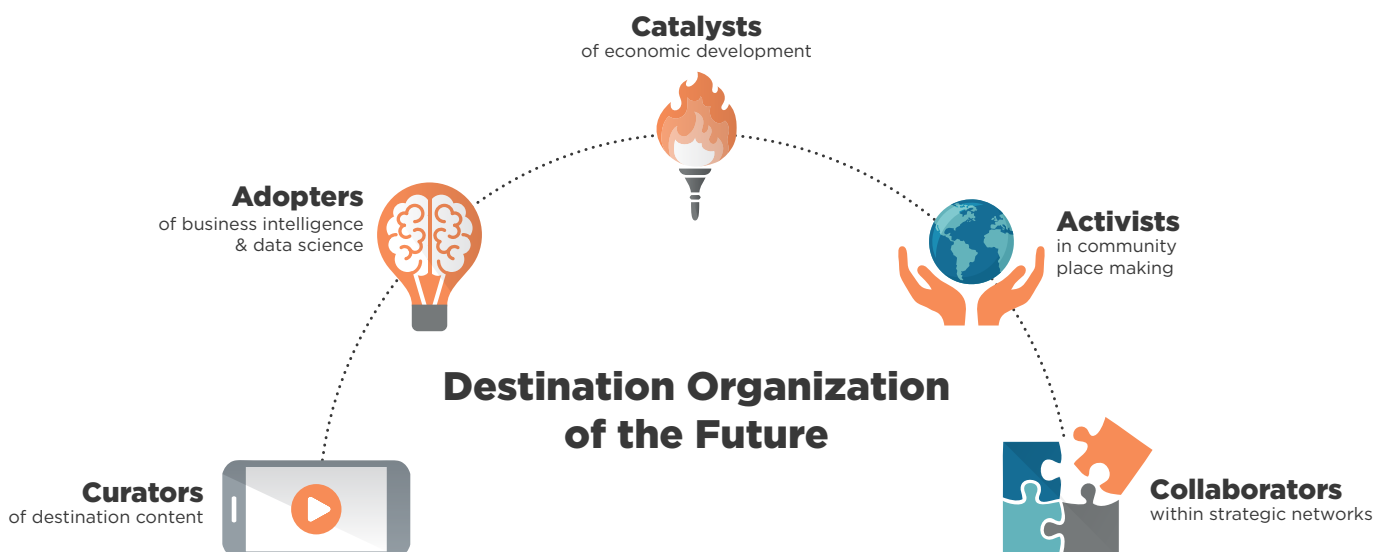 Catalysts
of economic development
Adopters
of business intelligence
& data science
Activists
in community
place making
Destination Organization
of the Future
Curators
of destination content
Collaborators
within strategic networks